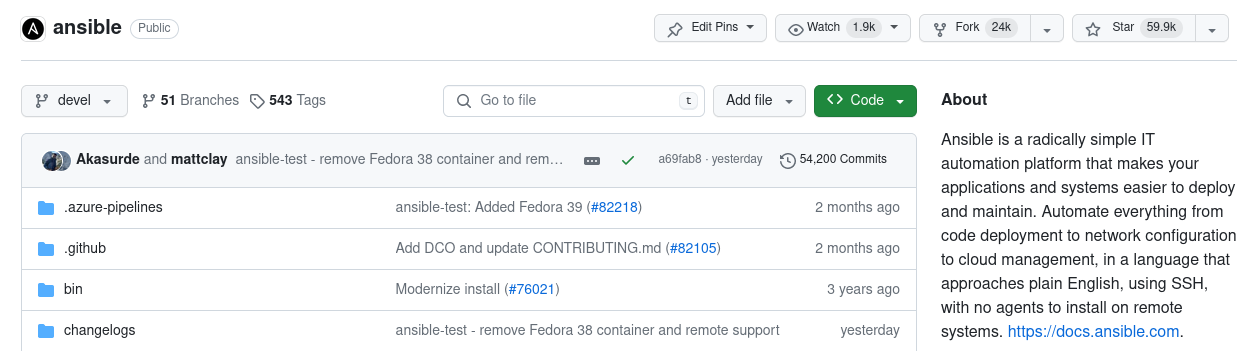 ansible Public Edit Pins Watch 1.9k Fork 24k Star 59.9k
devel 51 Branches 543 Tags Go to file t Add file Code
Akasurde and mattclay ansible-test - remove Fedora 38 container and rem… a69fab8 · yesterday 54,200 Commits
.azure-pipelines ansible-test: Added Fedora 39 (#82218) 2 months ago
.github Add DCO and update CONTRIBUTING.md (#82105) 2 months ago
bin Modernize install (#76021) 3 years ago
changelogs ansible-test - remove Fedora 38 container and remote support yesterday
About
Ansible is a radically simple IT
automation platform that makes your
applications and systems easier to deploy
and maintain. Automate everything from
code deployment to network configuration
to cloud management, in a language that
approaches plain English, using SSH,
with no agents to install on remote
systems. https://docs.ansible.com.